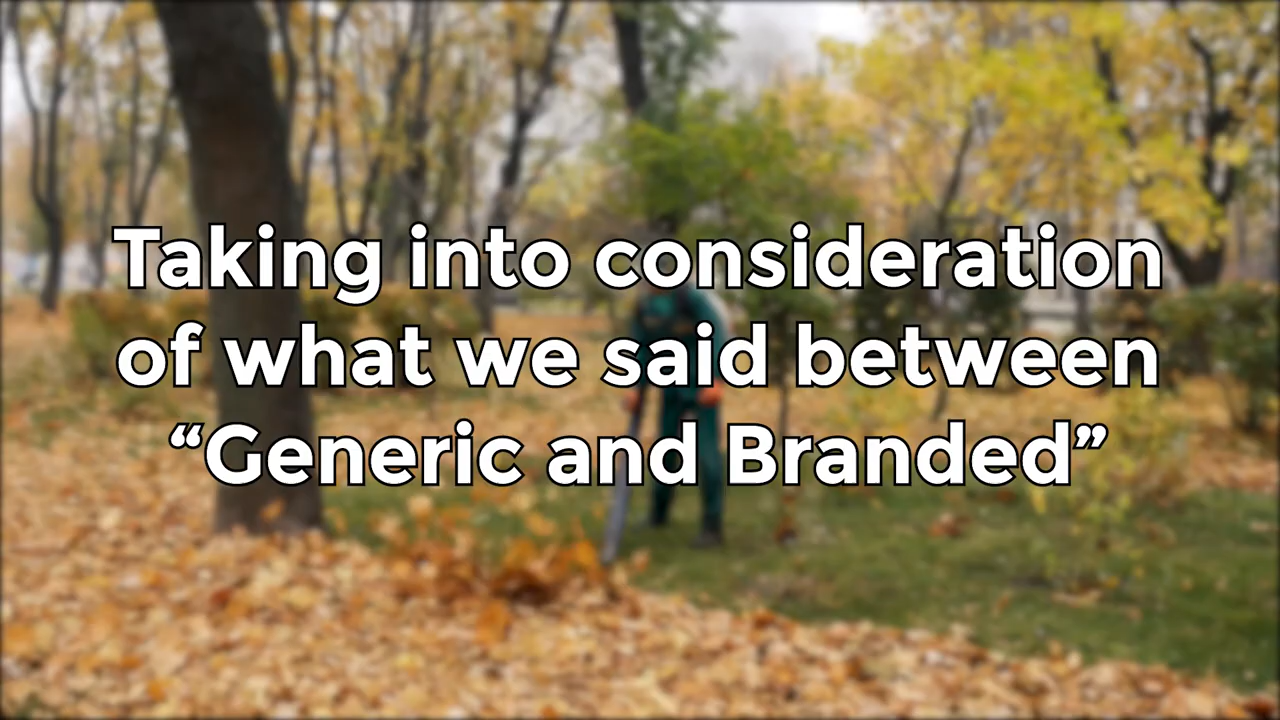 Taking into consideration
of what we said between
“Generic and Branded”